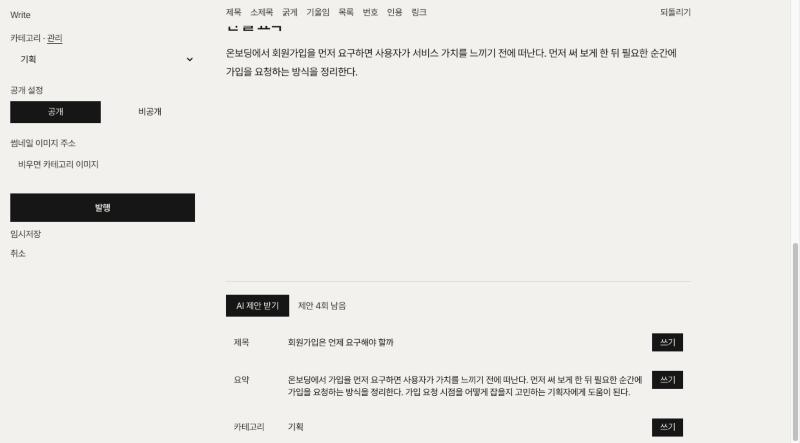 Write
카테고리 · 관리
기획
공개 설정
공개
비공개
썸네일 이미지 주소
비우면 카테고리 이미지
발행
임시저장
취소
제목 소제목 굵게 기울임 목록 번호 인용 링크
되돌리기
한 줄 요약
온보딩에서 회원가입을 먼저 요구하면 사용자가 서비스 가치를 느끼기 전에 떠난다. 먼저 써 보게 한 뒤 필요한 순간에
가입을 요청하는 방식을 정리한다.
AI 제안 받기
제안 4회 남음
제목
회원가입은 언제 요구해야 할까
쓰기
요약
온보딩에서 가입을 먼저 요구하면 사용자가 가치를 느끼기 전에 떠난다. 먼저 써 보게 한 뒤 필요한 순간에
가입을 요청하는 방식을 정리한다. 가입 요청 시점을 어떻게 잡을지 고민하는 기획자에게 도움이 된다.
쓰기
카테고리
기획
쓰기